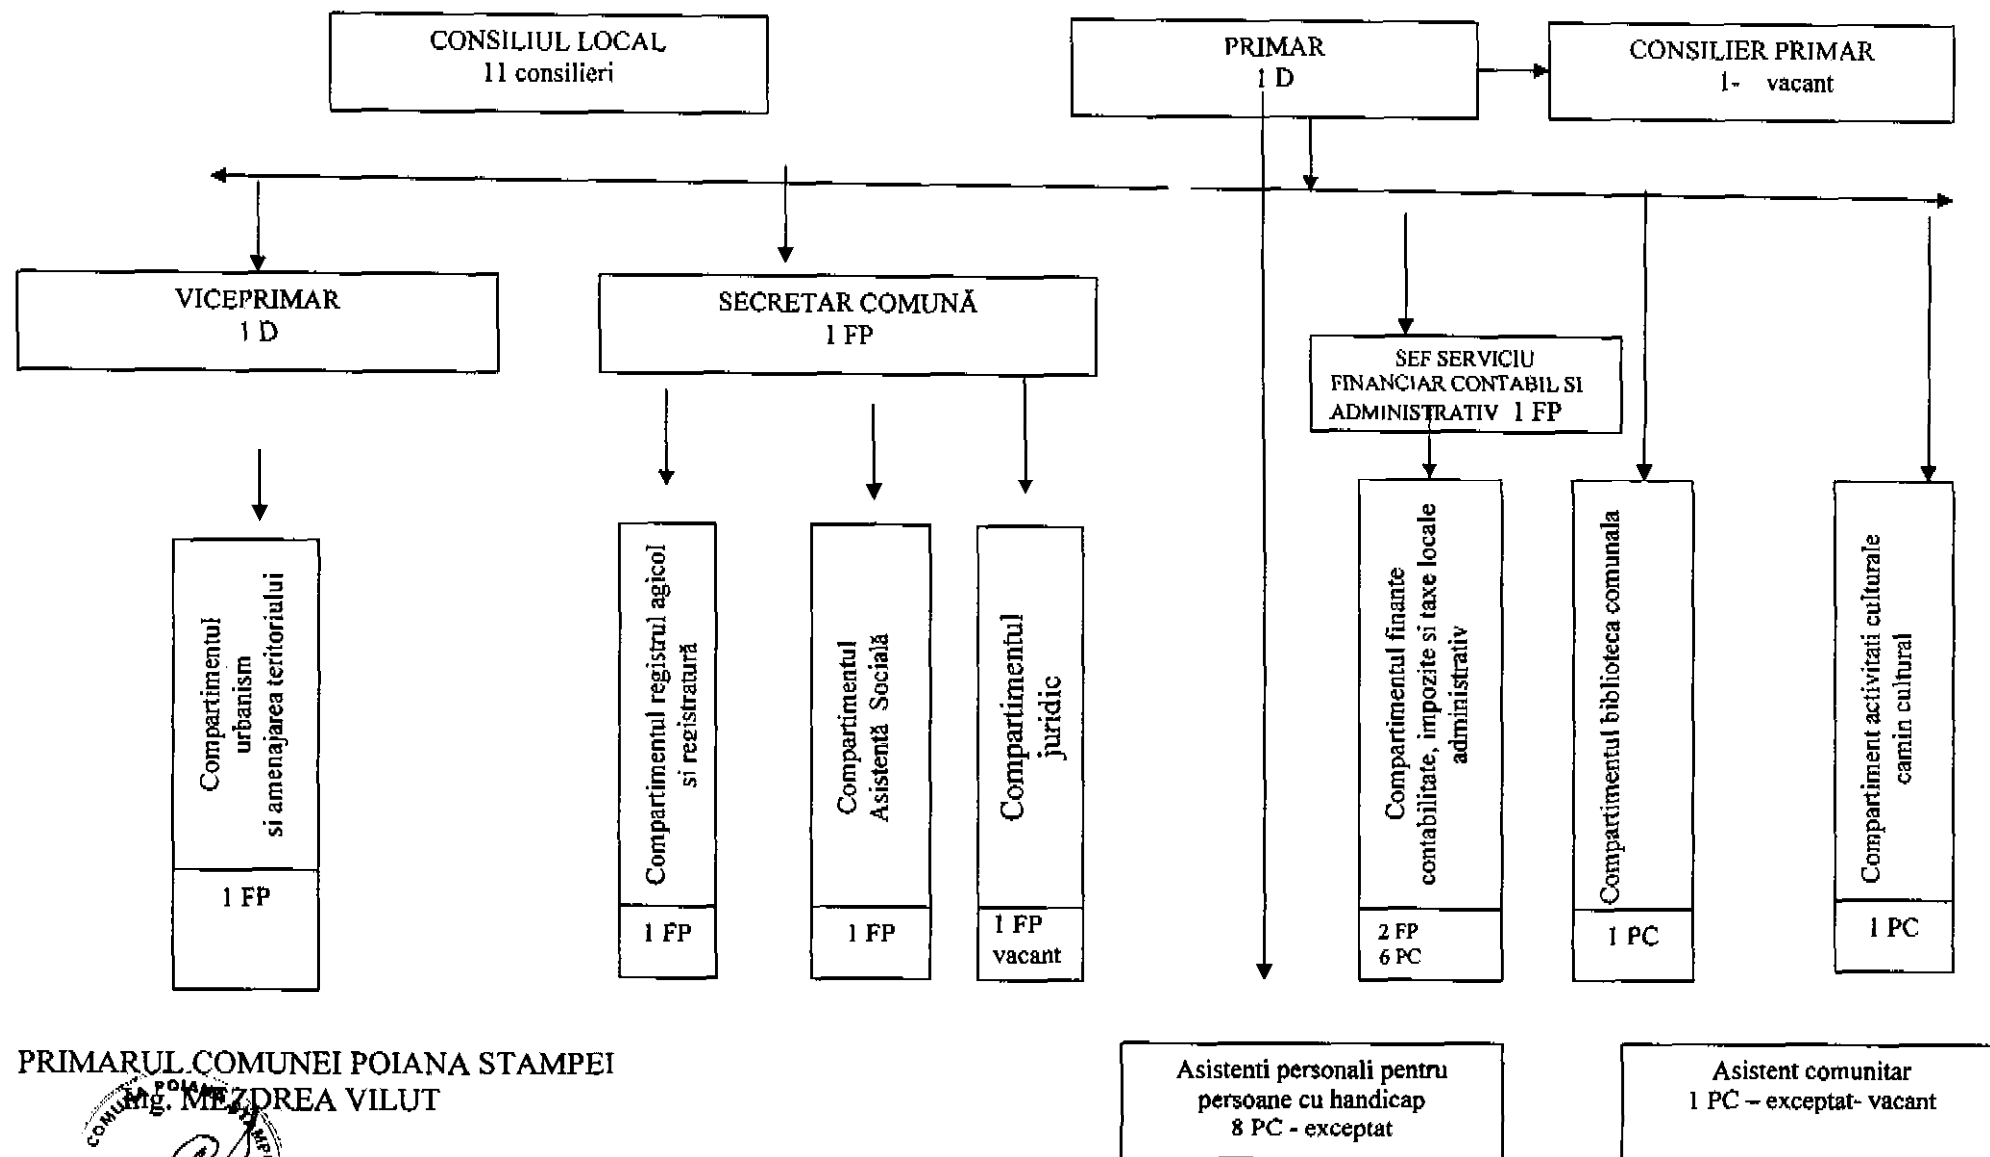 CONSILIUL LOCAL
11 consilieri
PRIMAR
1 D
CONSILIER PRIMAR
1- vacant
VICEPRIMAR
1 D
SECRETAR COMUNĂ
1 FP
SEF SERVICIU
FINANCIAR CONTABIL SI
ADMINISTRATIV 1 FP
Compartimentul
urbanism
si amenajarea teritoriului
1 FP
Compartimentul registrul agicol
si registratură
1 FP
Compartimentul
Asistentă Socială
1 FP
Compartimentul
juridic
1 FP
vacant
Compartimentul finante
contabilitate, impozite si taxe locale
administrativ
2 FP
6 PC
Compartimentul biblioteca comunala
1 PC
Compartiment activitati culturale
camin cultural
1 PC
PRIMARUL COMUNEI POIANA STAMPEI
Ing. MEZDREA VILUT
COMUNA POIANA STAMPEI
Asistenti personali pentru
persoane cu handicap
8 PC - exceptat
Asistent comunitar
1 PC – exceptat- vacant